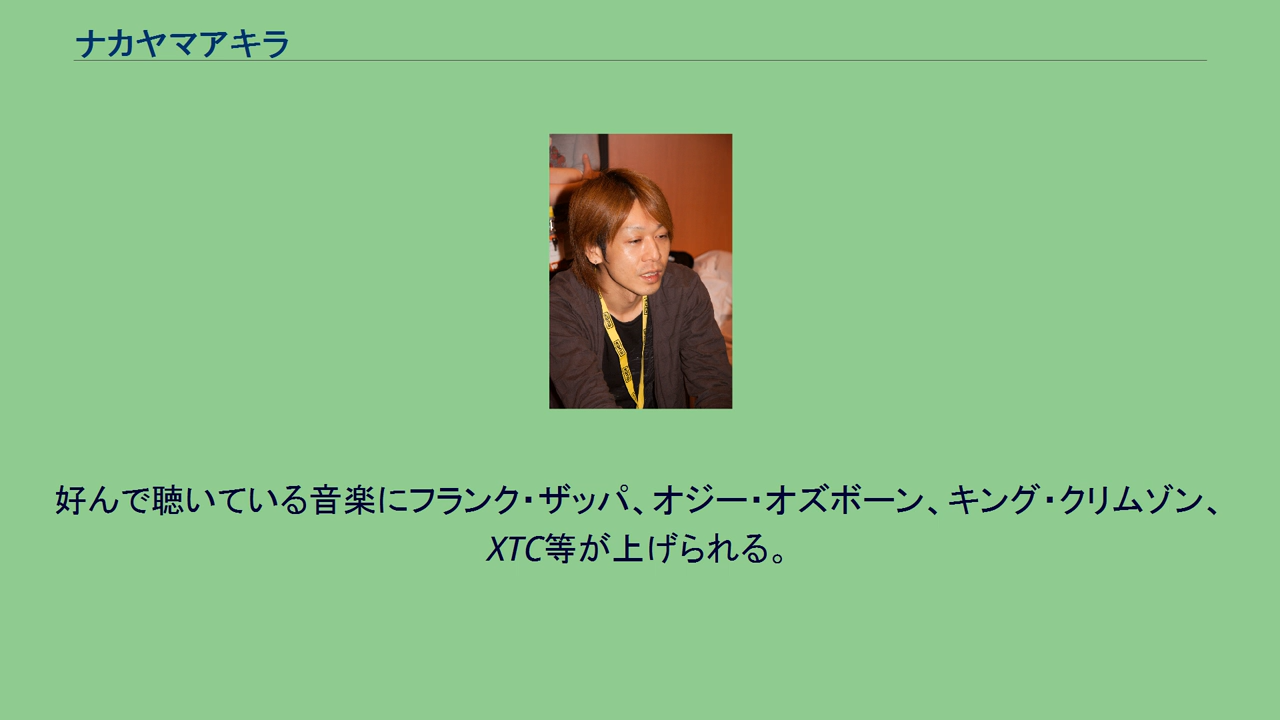 ナカヤマアキラ
好んで聴いている音楽にフランク・ザッパ、オジー・オズボーン、キング・クリムゾン、
XTC等が上げられる。